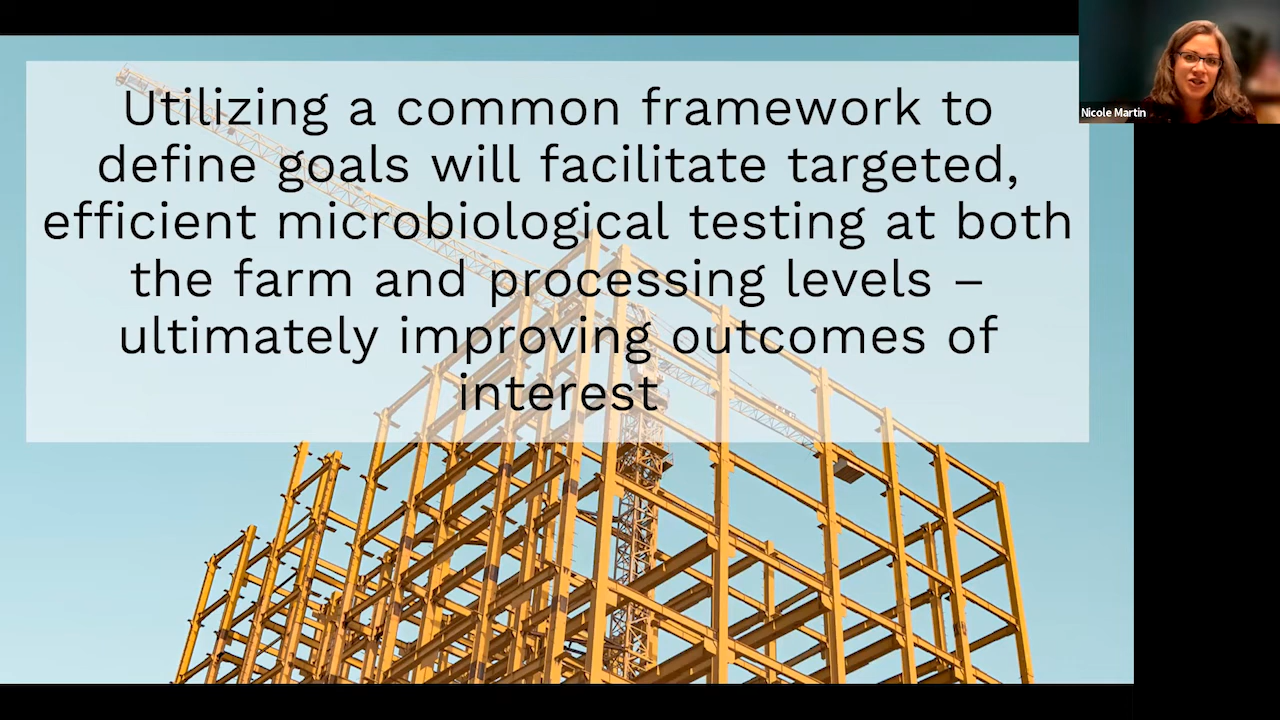 Utilizing a common framework to
define goals will facilitate targeted,
efficient microbiological testing at both
the farm and processing levels –
ultimately improving outcomes of
interest
Nicole Martin